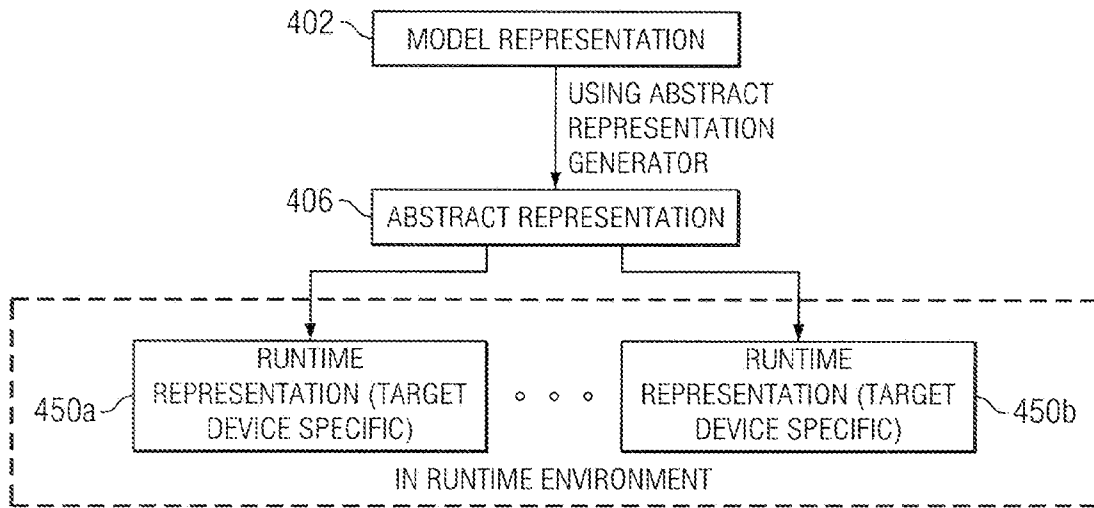 402
MODEL REPRESENTATION
USING ABSTRACT
REPRESENTATION
GENERATOR
406
ABSTRACT REPRESENTATION
RUNTIME
REPRESENTATION (TARGET
DEVICE SPECIFIC)
450a
RUNTIME
REPRESENTATION (TARGET
DEVICE SPECIFIC)
450b
IN RUNTIME ENVIRONMENT